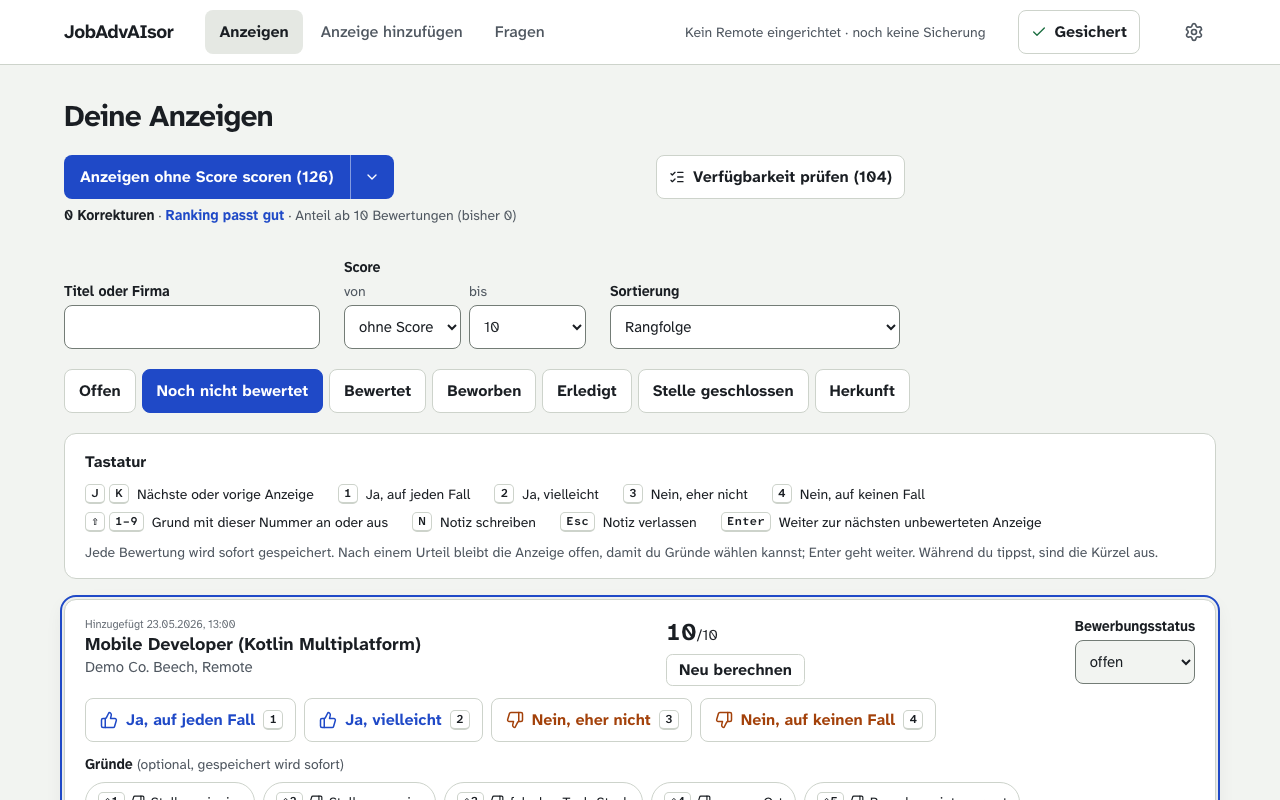 JobAdvAIsor Anzeigen Anzeige hinzufügen Fragen Kein Remote eingerichtet · noch keine Sicherung Gesichert
Deine Anzeigen
Anzeigen ohne Score scoren (126) Verfügbarkeit prüfen (104)
0 Korrekturen · Ranking passt gut · Anteil ab 10 Bewertungen (bisher 0)
Score
Titel oder Firma von bis Sortierung
ohne Score 10 Rangfolge
Offen Noch nicht bewertet Bewertet Beworben Erledigt Stelle geschlossen Herkunft
Tastatur
J K Nächste oder vorige Anzeige 1 Ja, auf jeden Fall 2 Ja, vielleicht 3 Nein, eher nicht 4 Nein, auf keinen Fall
⇧ 1–9 Grund mit dieser Nummer an oder aus N Notiz schreiben Esc Notiz verlassen Enter Weiter zur nächsten unbewerteten Anzeige
Jede Bewertung wird sofort gespeichert. Nach einem Urteil bleibt die Anzeige offen, damit du Gründe wählen kannst; Enter geht weiter. Während du tippst, sind die Kürzel aus.
Hinzugefügt 23.05.2026, 13:00 10/10 Bewerbungsstatus
Mobile Developer (Kotlin Multiplatform)
Demo Co. Beech, Remote Neu berechnen offen
Ja, auf jeden Fall 1 Ja, vielleicht 2 Nein, eher nicht 3 Nein, auf keinen Fall 4
Gründe (optional, gespeichert wird sofort)